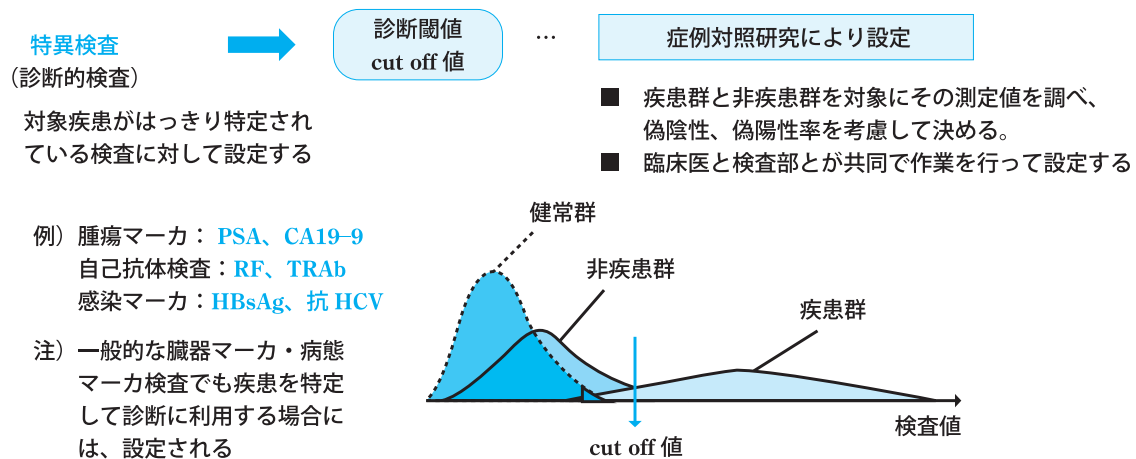 特異検査
（診断的検査）
対象疾患がはっきり特定され
ている検査に対して設定する
診断閾値
cut off 値
…
症例対照研究により設定
■ 疾患群と非疾患群を対象にその測定値を調べ、
偽陰性、偽陽性率を考慮して決める。
■ 臨床医と検査部とが共同で作業を行って設定する
例）腫瘍マーカ： PSA、CA19–9
自己抗体検査：RF、TRAb
感染マーカ：HBsAg、抗 HCV
注）一般的な臓器マーカ・病態
マーカ検査でも疾患を特定
して診断に利用する場合に
は、設定される
健常群
非疾患群
疾患群
検査値
cut off 値